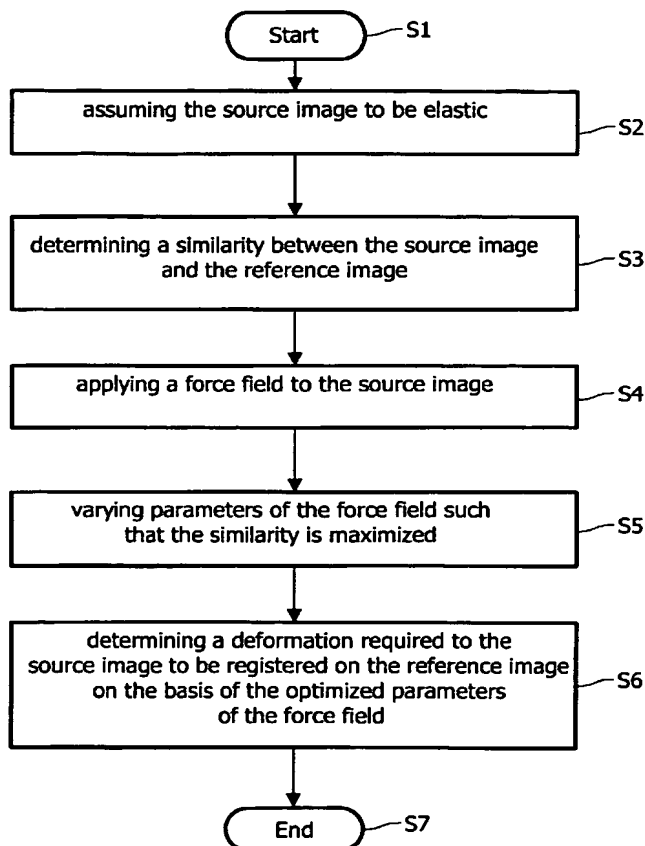 Start
S1
assuming the source image to be elastic
S2
determining a similarity between the source image
and the reference image
S3
applying a force field to the source image
S4
varying parameters of the force field such
that the similarity is maximized
S5
determining a deformation required to the
source image to be registered on the reference image
on the basis of the optimized parameters
of the force field
S6
End
S7